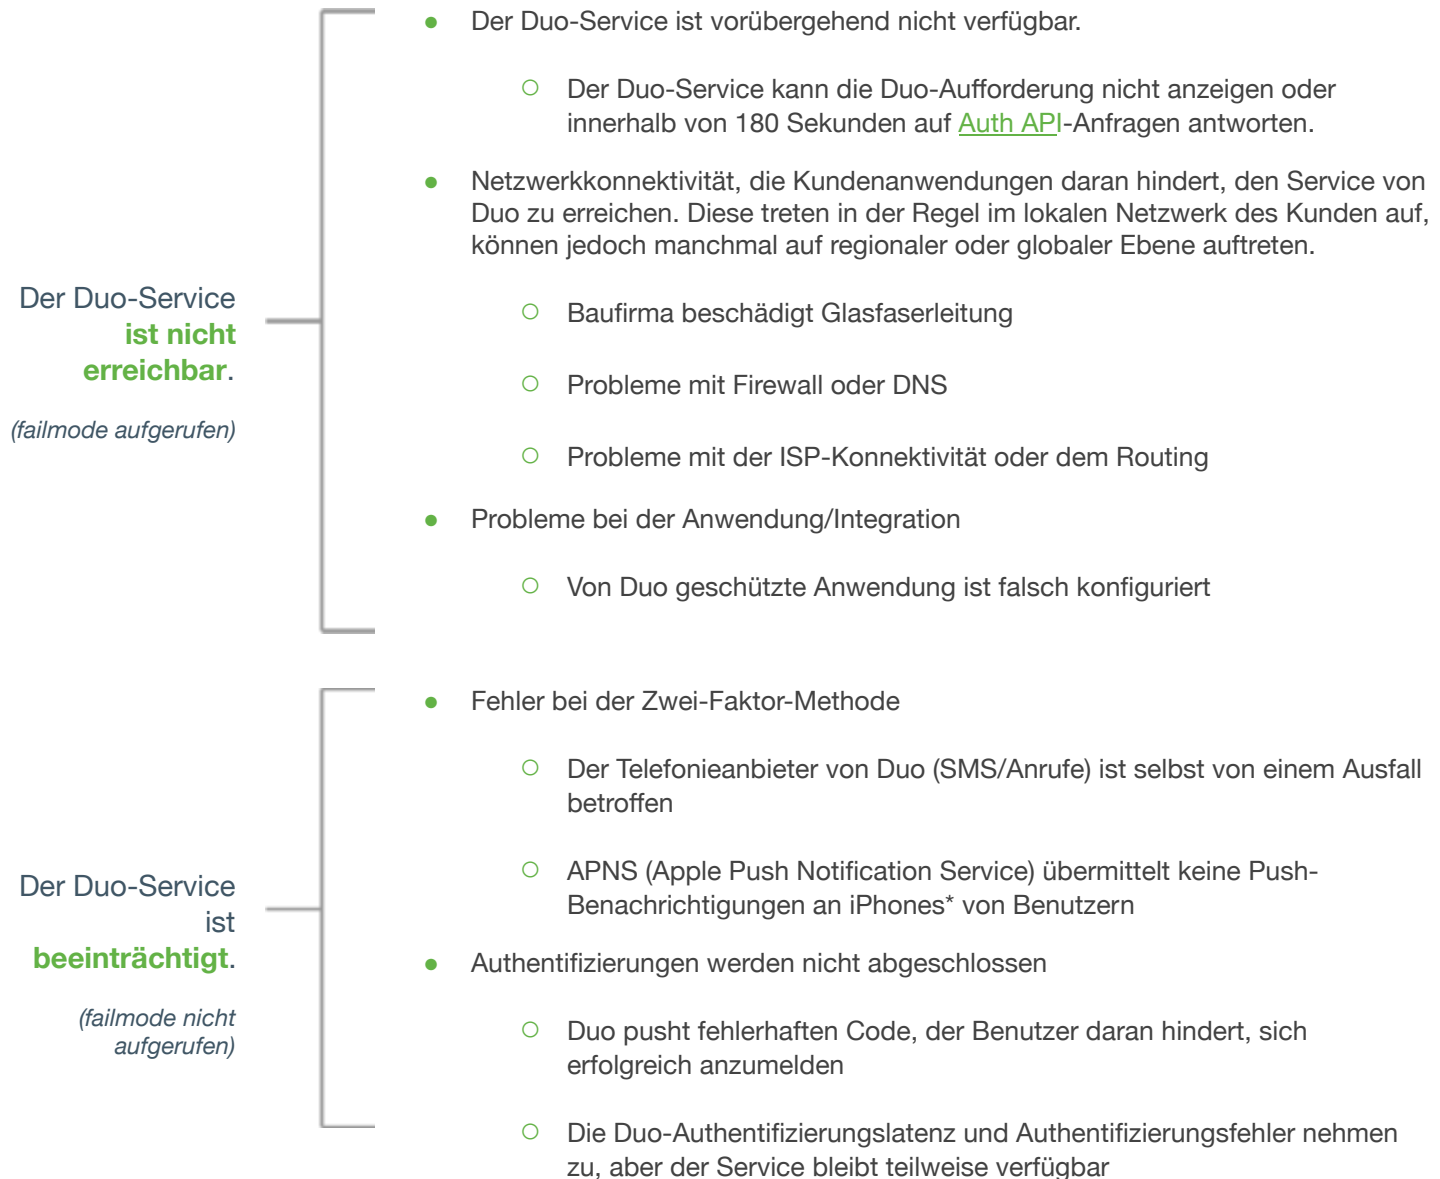 Der Duo-Service
ist nicht
erreichbar.
(failmode aufgerufen)
● Der Duo-Service ist vorübergehend nicht verfügbar.
○ Der Duo-Service kann die Duo-Aufforderung nicht anzeigen oder
innerhalb von 180 Sekunden auf Auth API-Anfragen antworten.
● Netzwerkkonnektivität, die Kundenanwendungen daran hindert, den Service von
Duo zu erreichen. Diese treten in der Regel im lokalen Netzwerk des Kunden auf,
können jedoch manchmal auf regionaler oder globaler Ebene auftreten.
○ Baufirma beschädigt Glasfaserleitung
○ Probleme mit Firewall oder DNS
○ Probleme mit der ISP-Konnektivität oder dem Routing
● Probleme bei der Anwendung/Integration
○ Von Duo geschützte Anwendung ist falsch konfiguriert
Der Duo-Service
ist
beeinträchtigt.
(failmode nicht
aufgerufen)
● Fehler bei der Zwei-Faktor-Methode
○ Der Telefonieanbieter von Duo (SMS/Anrufe) ist selbst von einem Ausfall
betroffen
○ APNS (Apple Push Notification Service) übermittelt keine Push-
Benachrichtigungen an iPhones* von Benutzern
● Authentifizierungen werden nicht abgeschlossen
○ Duo pusht fehlerhaften Code, der Benutzer daran hindert, sich
erfolgreich anzumelden
○ Die Duo-Authentifizierungslatenz und Authentifizierungsfehler nehmen
zu, aber der Service bleibt teilweise verfügbar